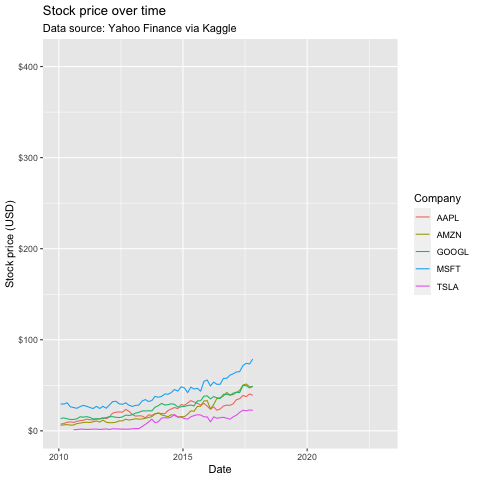 Stock price over time
Data source: Yahoo Finance via Kaggle
$400
$300
$200
$100
$0
Stock price (USD)
2010
2015
2020
Date
Company
AAPL
AMZN
GOOGL
MSFT
TSLA